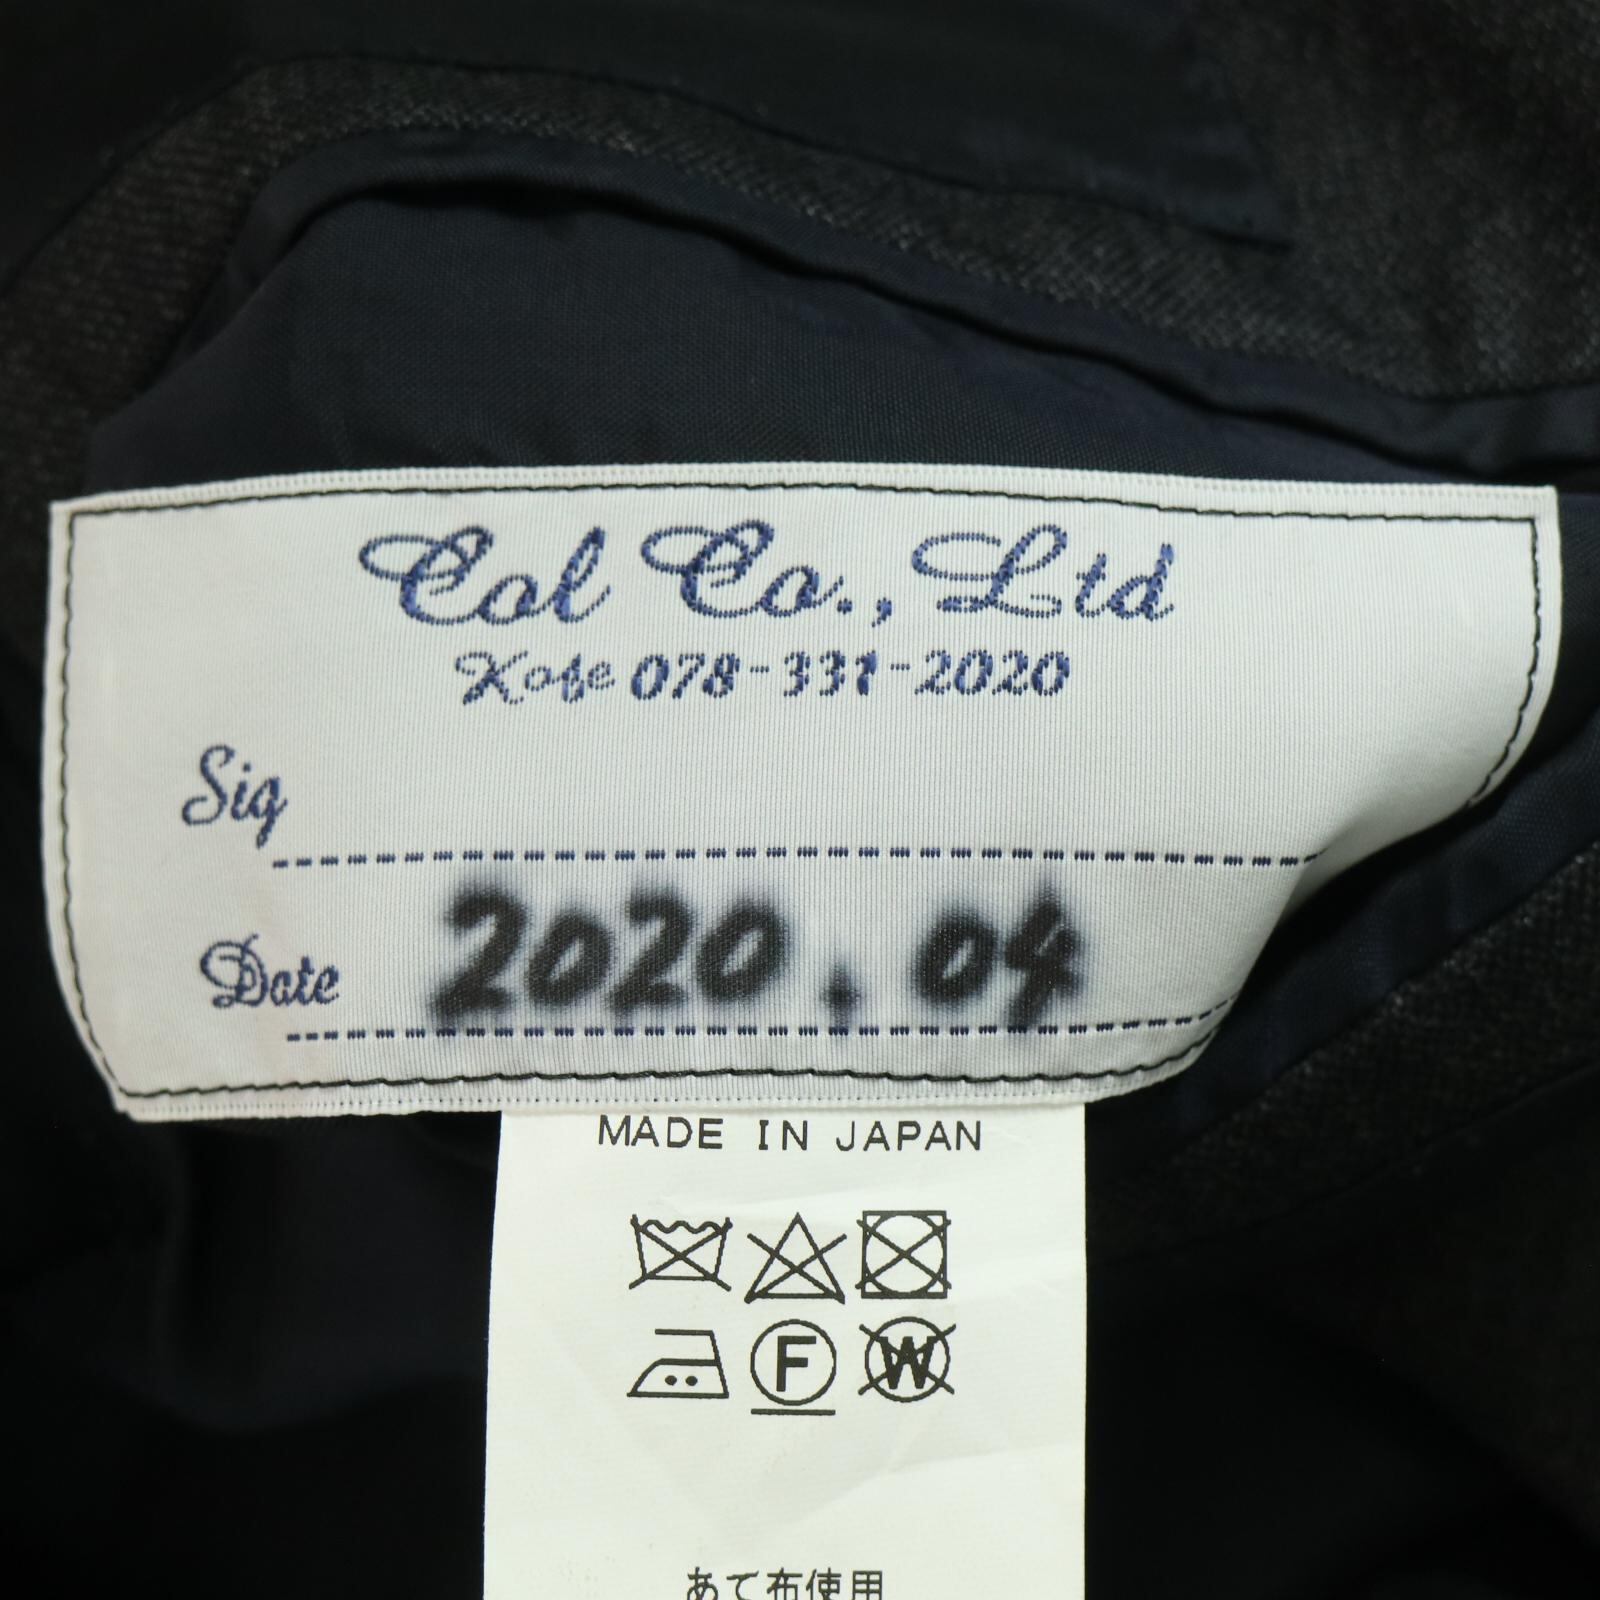 Col Co., Ltd
Kobe 078-331-2020
Sig
Date 2020.04
MADE IN JAPAN
F W
あて布使用